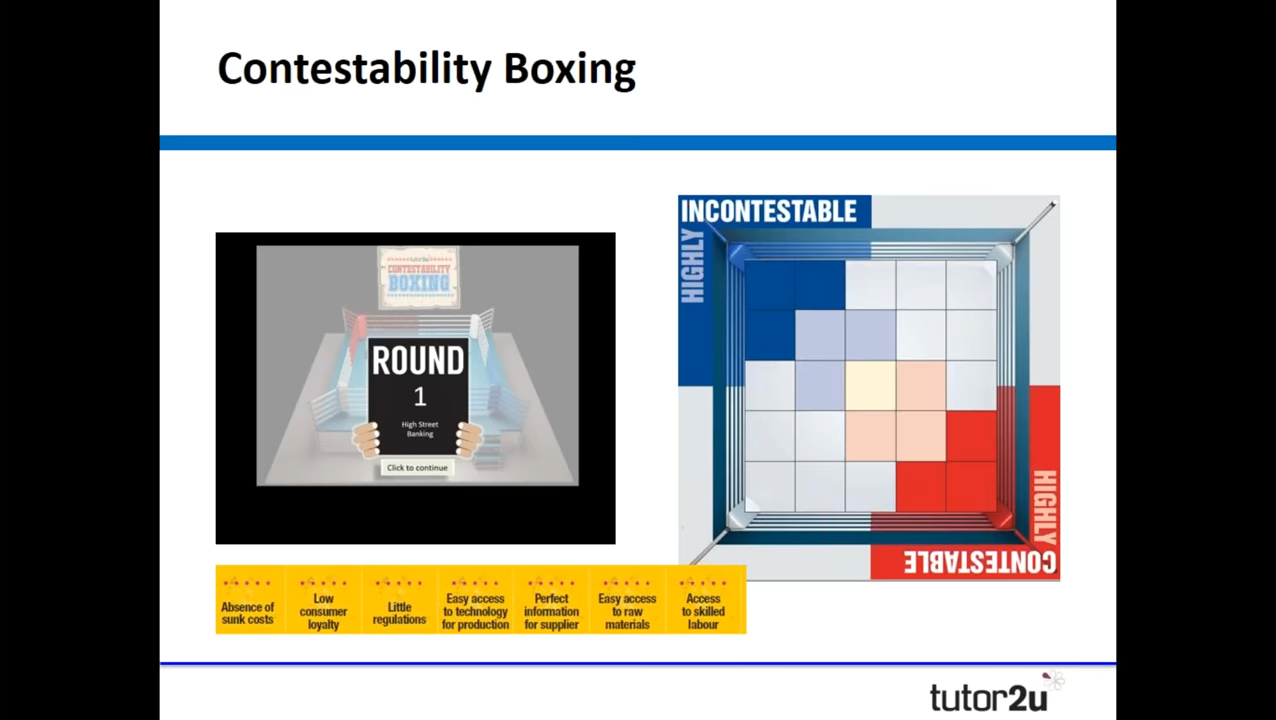 Contestability Boxing
CONTESTABILITY
BOXING
ROUND
1
High Street
Banking
Click to continue
INCONTESTABLE
HIGHLY
HIGHLY
CONTESTABLE
Absence of
sunk costs
Low
consumer
loyalty
Little
regulations
Easy access
to technology
for production
Perfect
information
for supplier
Easy access
to raw
materials
Access
to skilled
labour
tutor2u